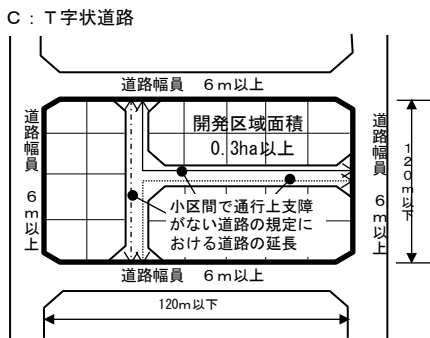 C：T字状道路
道路幅員　6m以上
道路幅員　6m以上
開発区域面積
0.3ha以上
道路幅員　6m以上
120m以下
小区間で通行上支障
がない道路の規定に
おける道路の延長
道路幅員　6m以上
120m以下